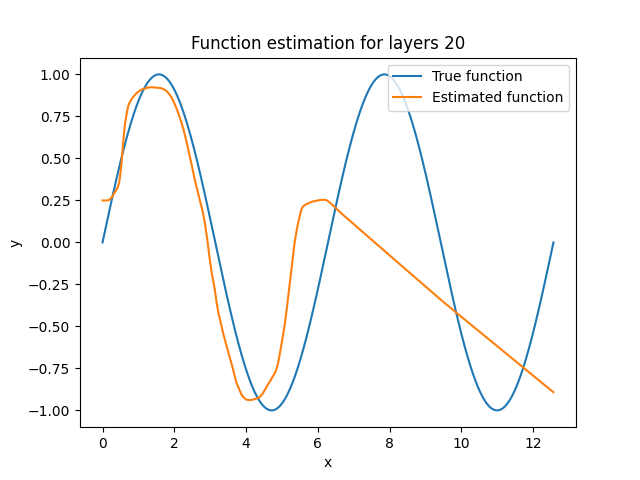 Function estimation for layers 20
True function
Estimated function
1.00
0.75
0.50
0.25
0.00
−0.25
−0.50
−0.75
−1.00
y
0 2 4 6 8 10 12
x